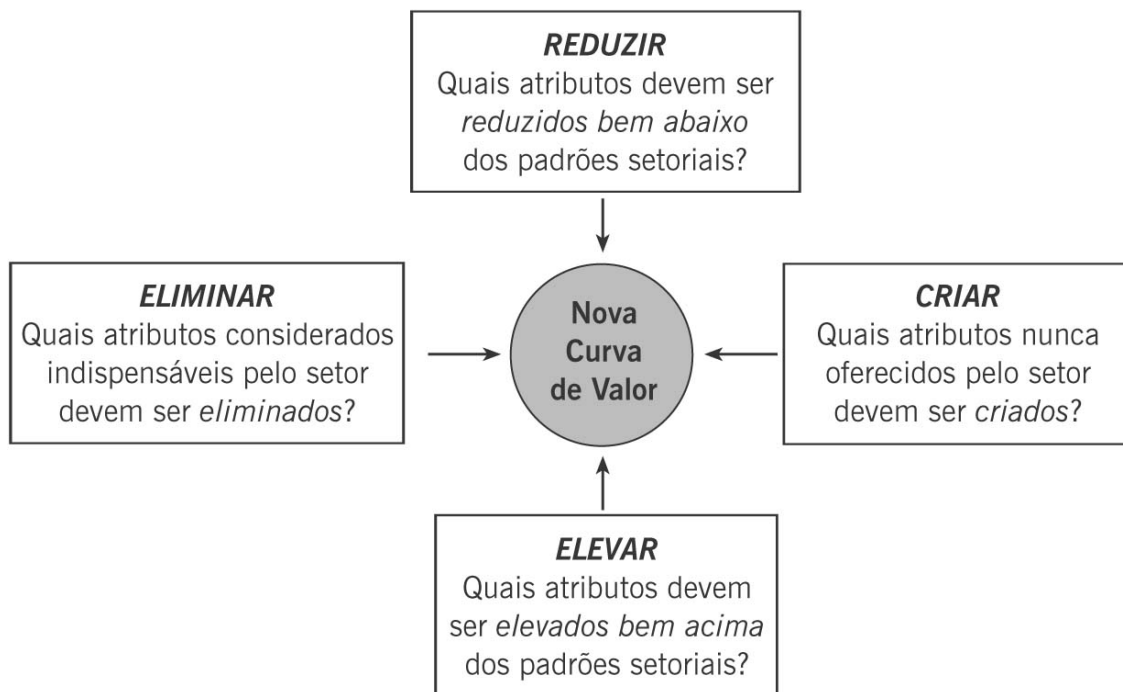 REDUZIR
Quais atributos devem ser
reduzidos bem abaixo
dos padrões setoriais?
ELIMINAR
Quais atributos considerados
indispensáveis pelo setor
devem ser eliminados?
Nova
Curva
de Valor
CRIAR
Quais atributos nunca
oferecidos pelo setor
devem ser criados?
ELEVAR
Quais atributos devem
ser elevados bem acima
dos padrões setoriais?